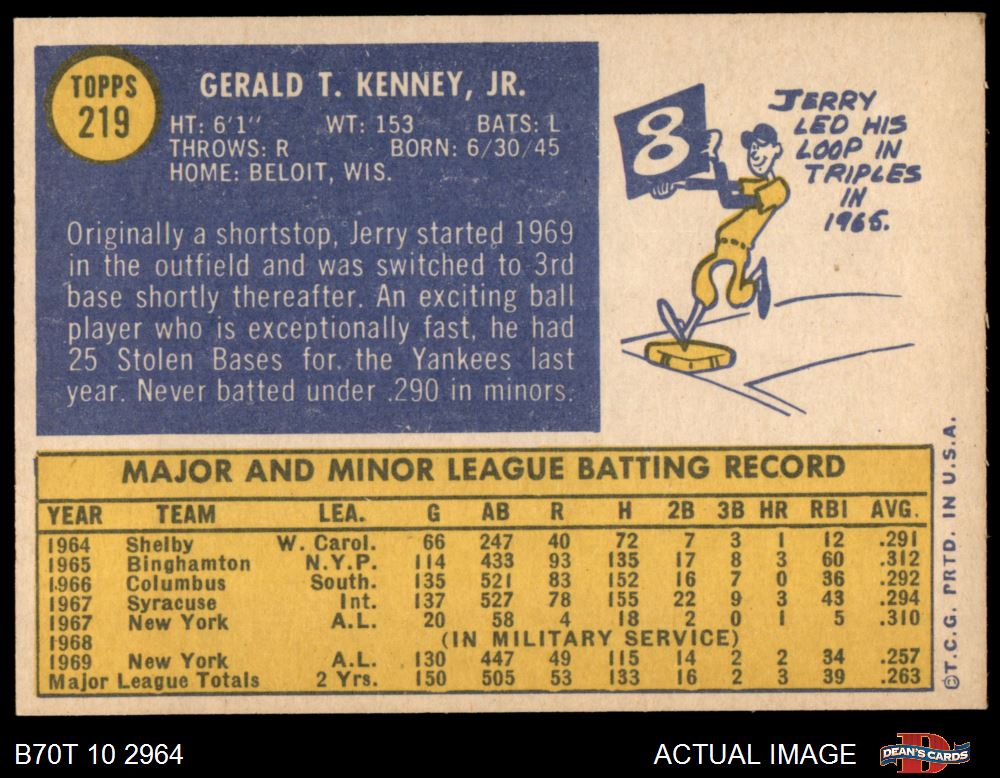 TOPPS
219
GERALD T. KENNEY, JR.
HT: 6'1" WT: 153 BATS: L
THROWS: R BORN: 6/30/45
HOME: BELOIT, WIS.
Originally a shortstop, Jerry started 1969
in the outfield and was switched to 3rd
base shortly thereafter. An exciting ball
player who is exceptionally fast, he had
25 Stolen Bases for the Yankees last
year. Never batted under .290 in minors.
8
JERRY
LED HIS
LOOP IN
TRIPLES
IN
1965.
MAJOR AND MINOR LEAGUE BATTING RECORD
YEAR TEAM LEA. G AB R H 2B 3B HR RBI AVG.
1964 Shelby W. Carol. 66 247 40 72 7 3 1 12 .291
1965 Binghamton N.Y.P. 114 433 93 135 17 8 3 60 .312
1966 Columbus South. 135 521 83 152 16 7 0 36 .292
1967 Syracuse Int. 137 527 78 155 22 9 3 43 .294
1967 New York A.L. 20 58 4 18 2 0 1 5 .310
1968 (IN MILITARY SERVICE)
1969 New York A.L. 130 447 49 115 14 2 2 34 .257
Major League Totals 2 Yrs. 150 505 53 133 16 2 3 39 .263
©T.C.G. PRTD. IN U.S.A.
B70T 10 2964
ACTUAL IMAGE
D
DEAN'S CARDS